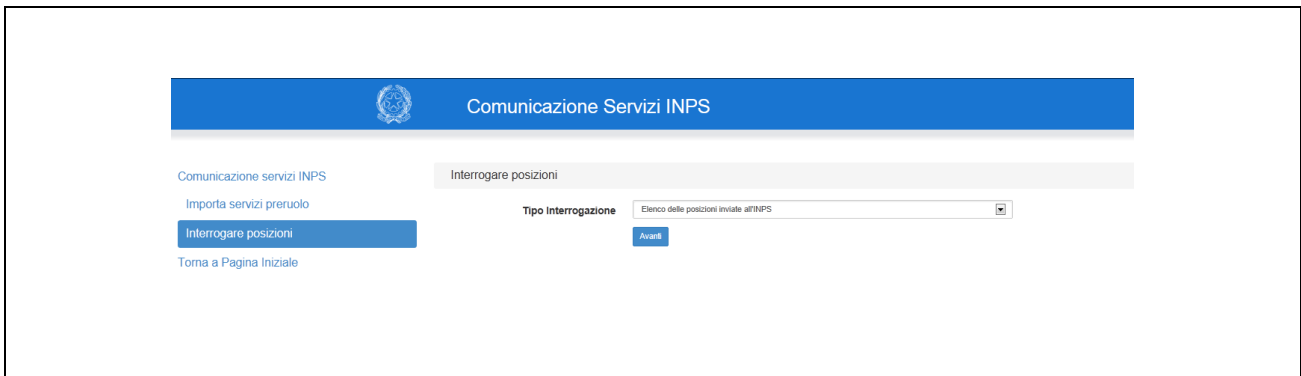 Comunicazione Servizi INPS
Comunicazione servizi INPS
Importa servizi preruolo
Interrogare posizioni
Torna a Pagina Iniziale
Interrogare posizioni
Tipo Interrogazione
Elenco delle posizioni inviate all'INPS
Avanti